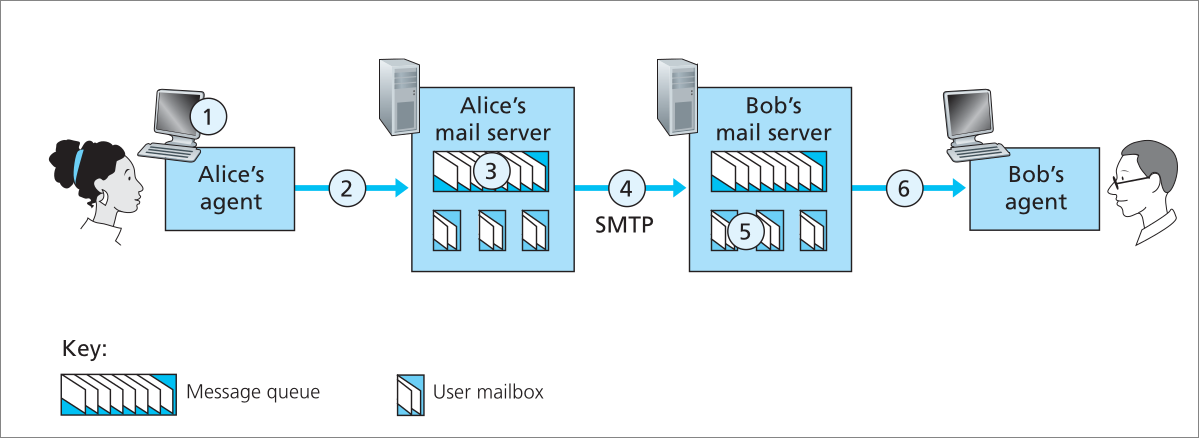 1
Alice's
agent
2
Alice's
mail server
3
4
SMTP
Bob's
mail server
5
6
Bob's
agent
Key:
Message queue
User mailbox